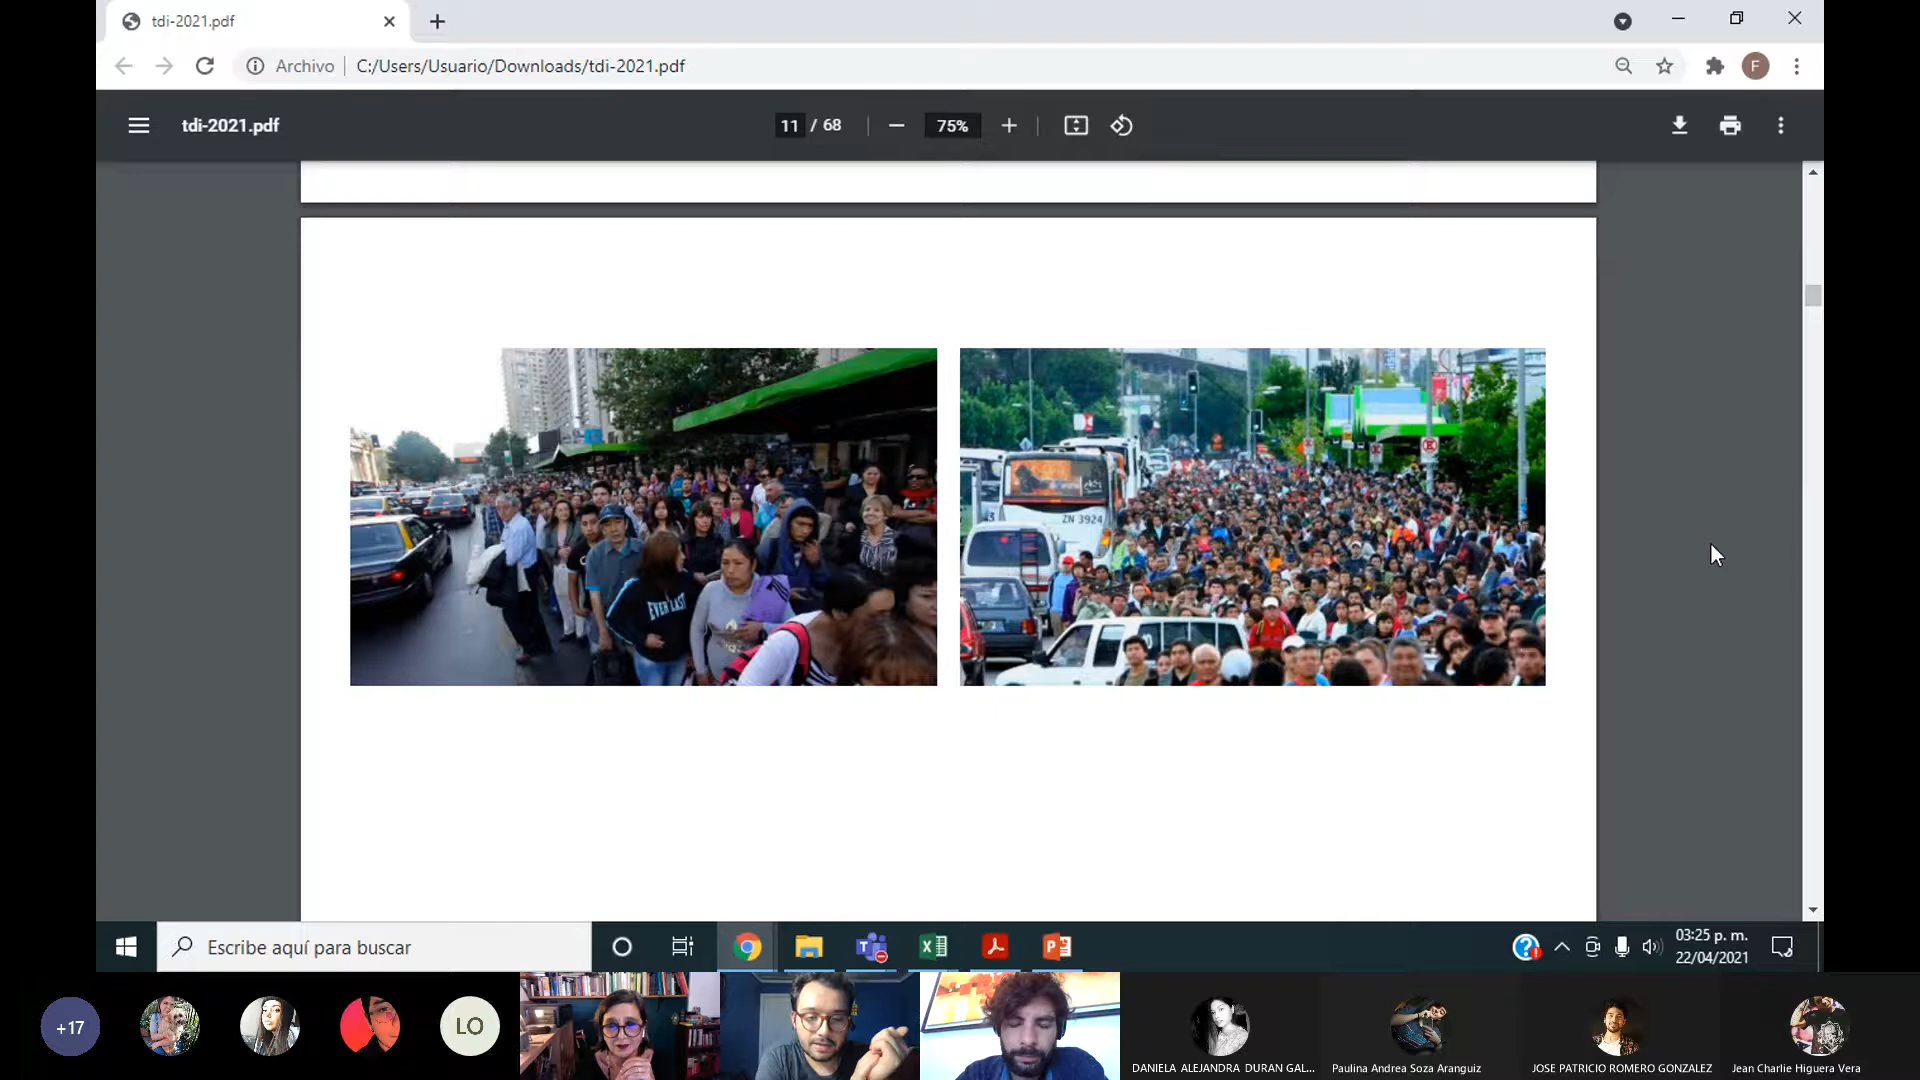 tdi-2021.pdf
Archivo
C:/Users/Usuario/Downloads/tdi-2021.pdf
F
tdi-2021.pdf
11 / 68
75%
ZN 3924
EVERLAST
Escribe aquí para buscar
03:25 p. m.
22/04/2021
+17
LO
DANIELA ALEJANDRA DURAN GAL...
Paulina Andrea Soza Aranguiz
JOSE PATRICIO ROMERO GONZALEZ
Jean Charlie Higuera Vera